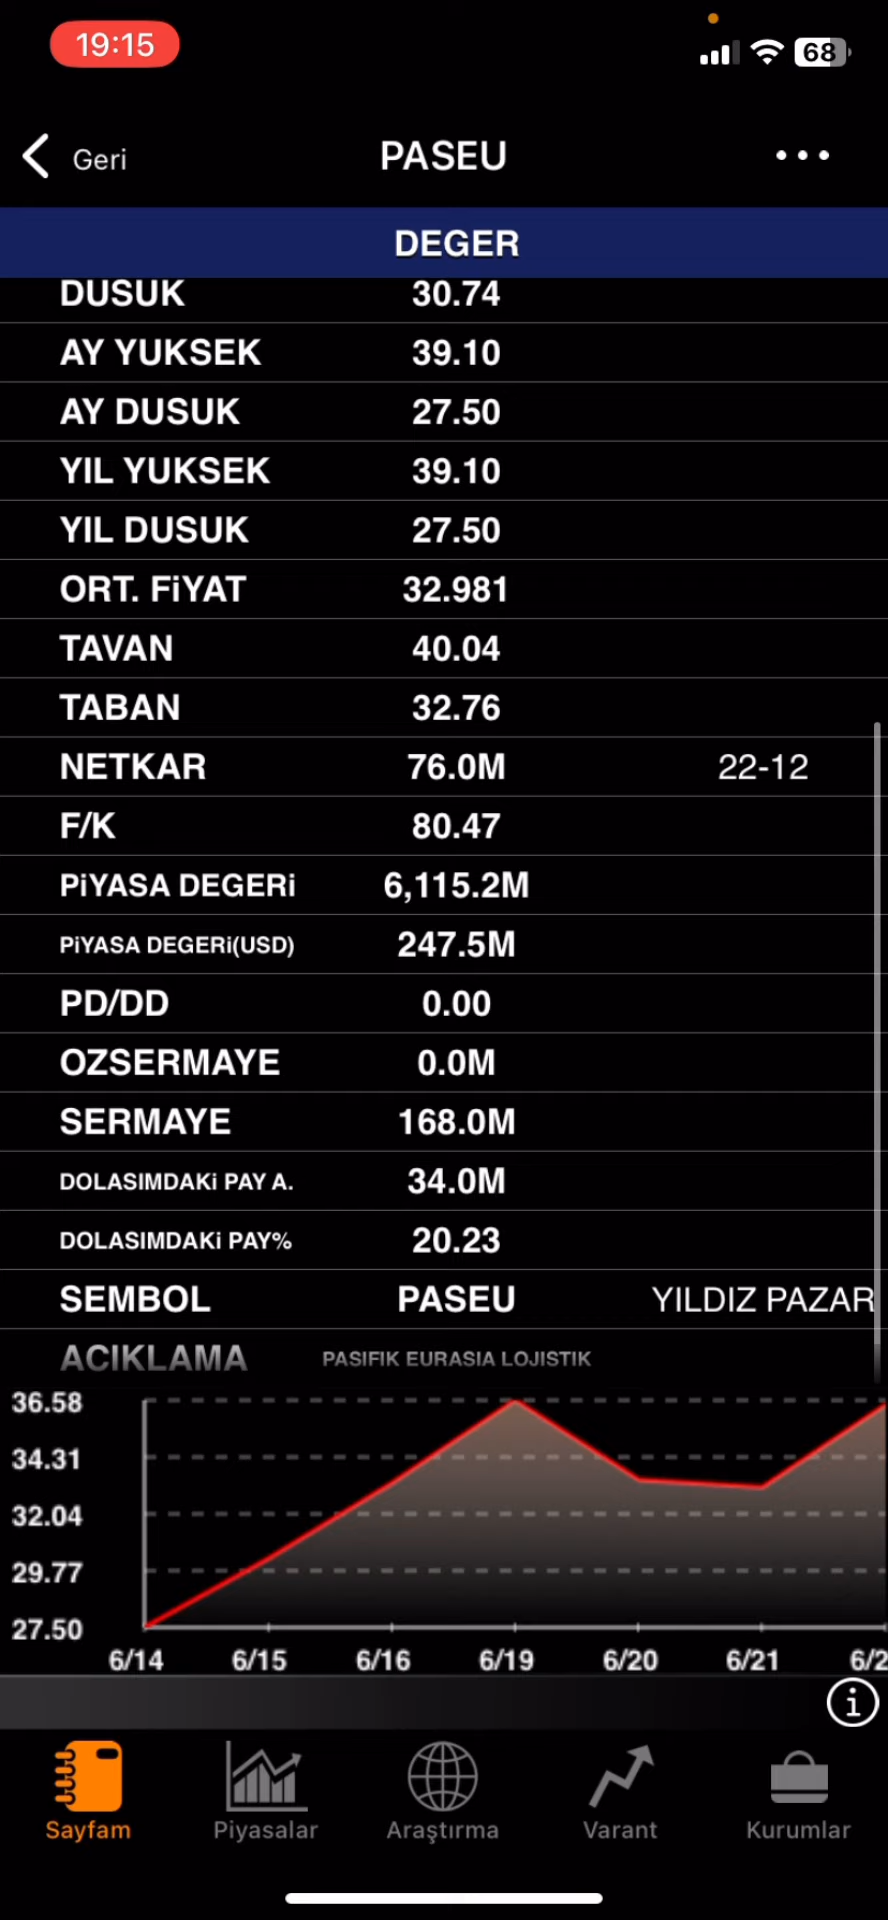 19:15
68
Geri PASEU
DEGER
DUSUK 30.74
AY YUKSEK 39.10
AY DUSUK 27.50
YIL YUKSEK 39.10
YIL DUSUK 27.50
ORT. FiYAT 32.981
TAVAN 40.04
TABAN 32.76
NETKAR 76.0M 22-12
F/K 80.47
PiYASA DEGERi 6,115.2M
PiYASA DEGERi(USD) 247.5M
PD/DD 0.00
OZSERMAYE 0.0M
SERMAYE 168.0M
DOLASIMDAKi PAY A. 34.0M
DOLASIMDAKi PAY% 20.23
SEMBOL PASEU YILDIZ PAZAR
ACIKLAMA PASIFIK EURASIA LOJISTIK
36.58
34.31
32.04
29.77
27.50
6/14 6/15 6/16 6/19 6/20 6/21 6/2
Sayfam Piyasalar Araştırma Varant Kurumlar